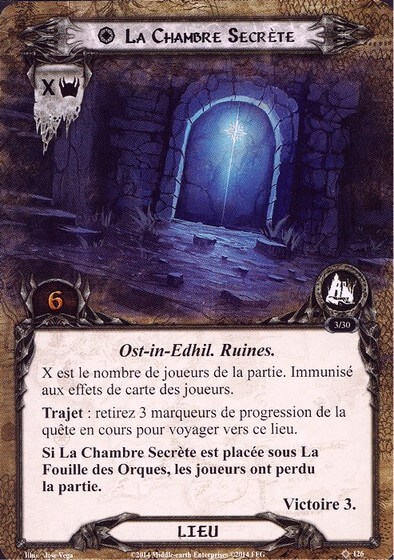 La Chambre Secrète
X
6
3/30
Ost-in-Edhil. Ruines.
X est le nombre de joueurs de la partie. Immunisé
aux effets de carte des joueurs.
Trajet : retirez 3 marqueurs de progression de la
quête en cours pour voyager vers ce lieu.
Si La Chambre Secrète est placée sous La
Fouille des Orques, les joueurs ont perdu
la partie.
Victoire 3.
LIEU
Illus. Jose Vega
©2014 Middle-earth Enterprises ©2014 FFG
126